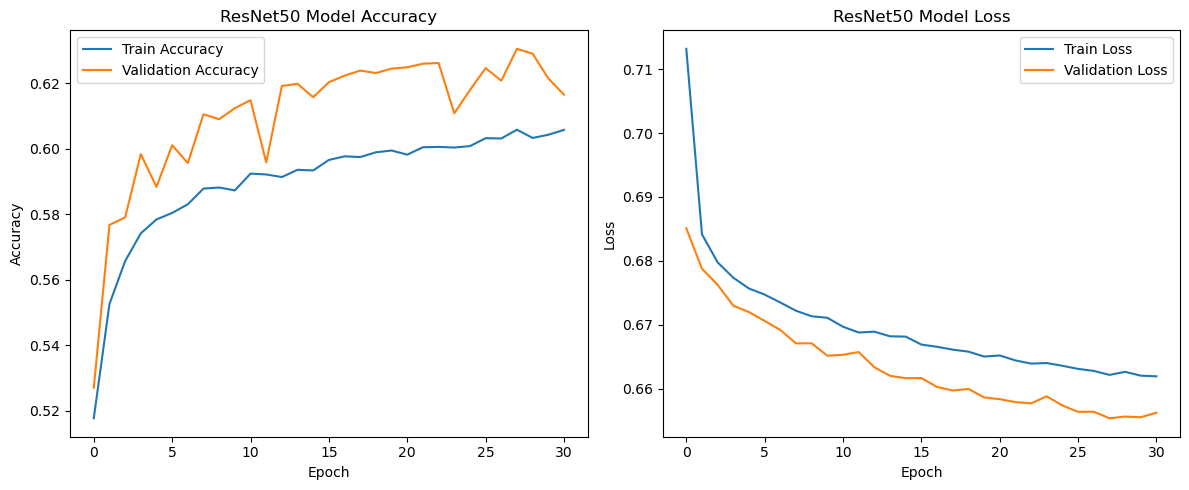 ResNet50 Model Accuracy
Train Accuracy
Validation Accuracy
Accuracy
0.62
0.60
0.58
0.56
0.54
0.52
0 5 10 15 20 25 30
Epoch
ResNet50 Model Loss
Train Loss
Validation Loss
Loss
0.71
0.70
0.69
0.68
0.67
0.66
0 5 10 15 20 25 30
Epoch